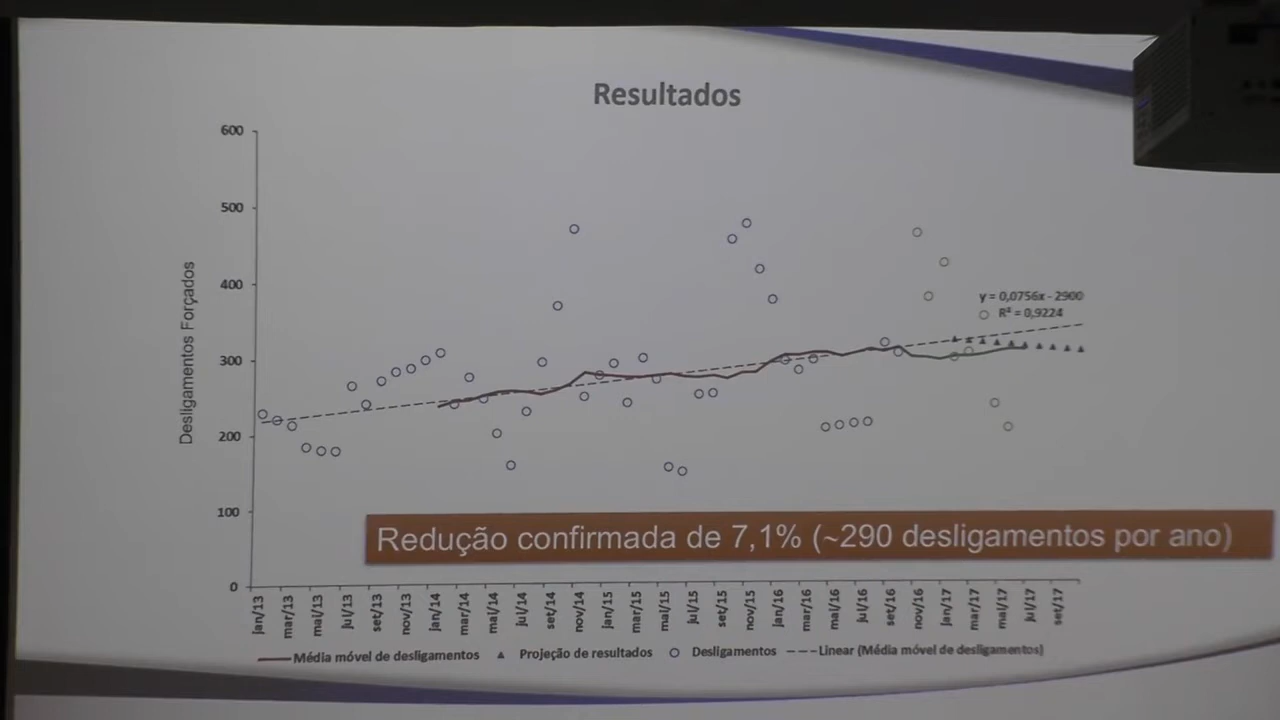 Resultados
600
500
400
300
200
100
0
Desligamentos Forçados
y = 0,0756x - 2900
R² = 0,9224
Redução confirmada de 7,1% (~290 desligamentos por ano)
jan/13
mar/13
mai/13
jul/13
set/13
nov/13
jan/14
mar/14
mai/14
jul/14
set/14
nov/14
jan/15
mar/15
mai/15
jul/15
set/15
nov/15
jan/16
mar/16
mai/16
jul/16
set/16
nov/16
jan/17
mar/17
mai/17
jul/17
set/17
Média móvel de desligamentos Projeção de resultados Desligamentos Linear (Média móvel de desligamentos)